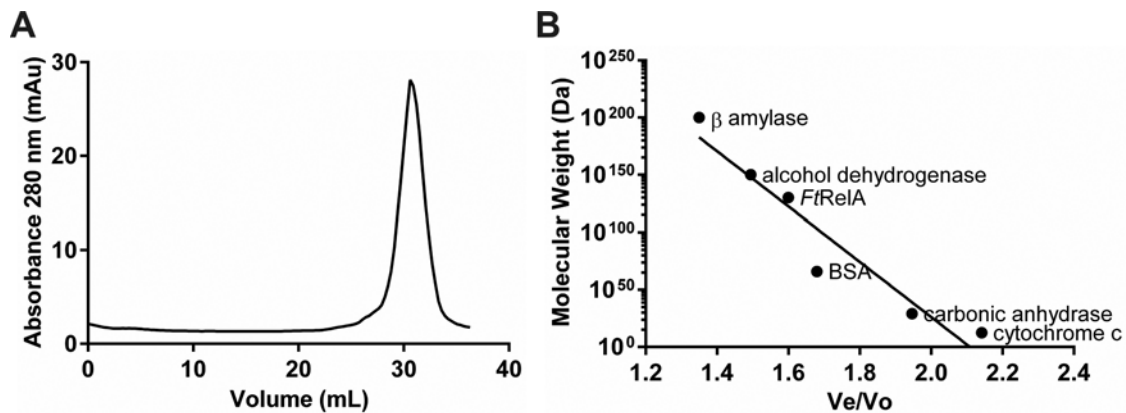 A
Absorbance 280 nm (mAu)
30
20
10
0
0
10
20
30
40
Volume (mL)
B
Molecular Weight (Da)
10^250
10^200
10^150
10^100
10^50
10^0
β amylase
alcohol dehydrogenase
FtRelA
BSA
carbonic anhydrase
cytochrome c
1.2
1.4
1.6
1.8
2.0
2.2
2.4
Ve/Vo